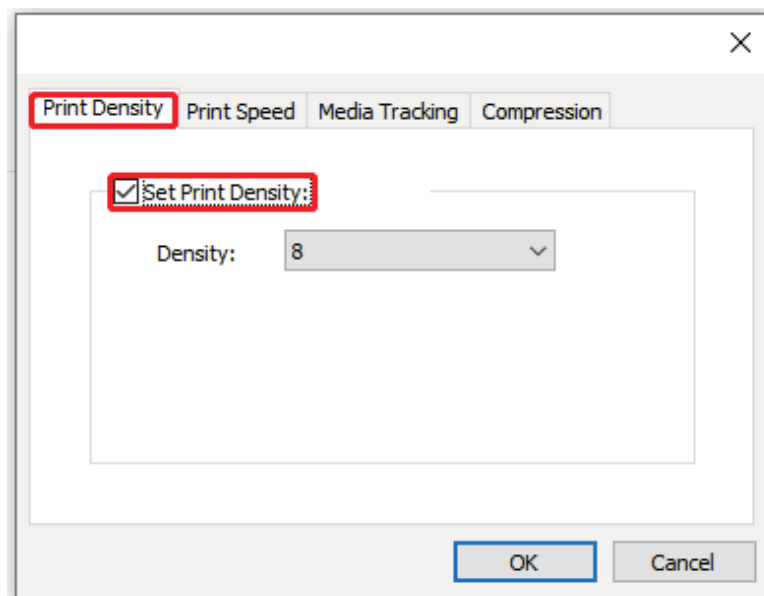 Print Density Print Speed Media Tracking Compression
Set Print Density:
Density: 8
OK Cancel